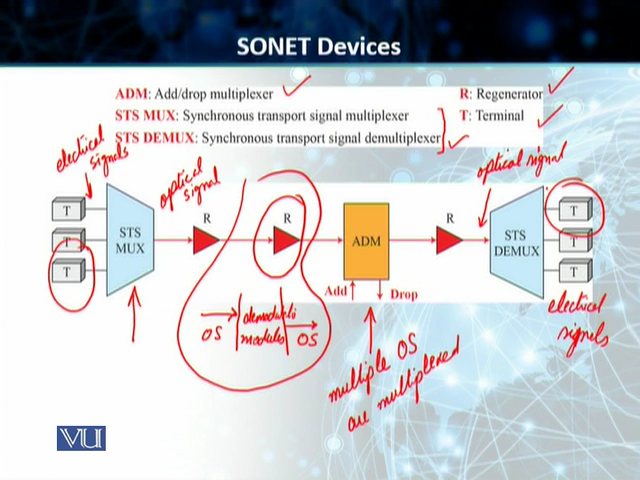 SONET Devices
ADM: Add/drop multiplexer
R: Regenerator
STS MUX: Synchronous transport signal multiplexer
T: Terminal
STS DEMUX: Synchronous transport signal demultiplexer
electrical
signals
optical
signal
optical signal
T
T
T
STS
MUX
R
R
ADM
R
STS
DEMUX
T
T
T
Add
Drop
OS
modules
OS
electrical
signals
multiple OS
are multiplexed
VU